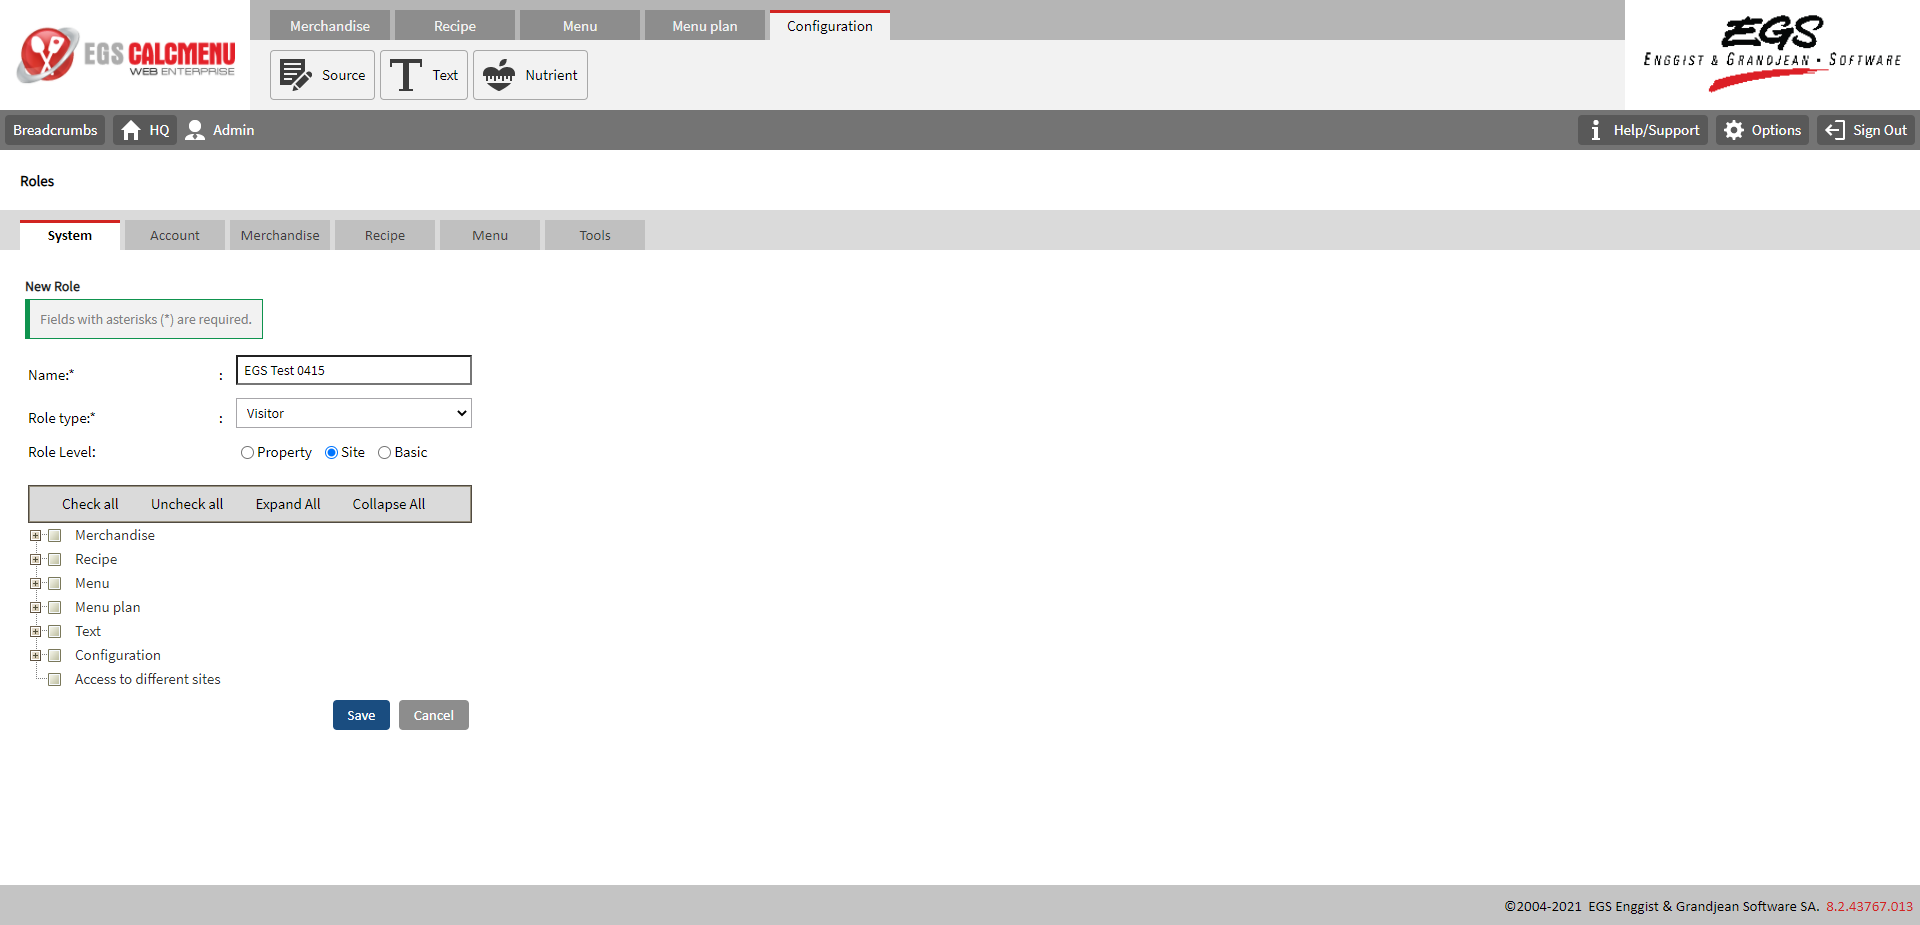 EGS CALCMENU
WEB ENTERPRISE
Merchandise
Recipe
Menu
Menu plan
Configuration
Source
Text
Nutrient
EGS
ENGGIST & GRANDJEAN • SOFTWARE
Breadcrumbs
HQ
Admin
Help/Support
Options
Sign Out
Roles
System
Account
Merchandise
Recipe
Menu
Tools
New Role
Fields with asterisks (*) are required.
Name:* : EGS Test 0415
Role type:* : Visitor
Role Level: Property Site Basic
Check all Uncheck all Expand All Collapse All
Merchandise
Recipe
Menu
Menu plan
Text
Configuration
Access to different sites
Save Cancel
©2004-2021 EGS Enggist & Grandjean Software SA. 8.2.43767.013